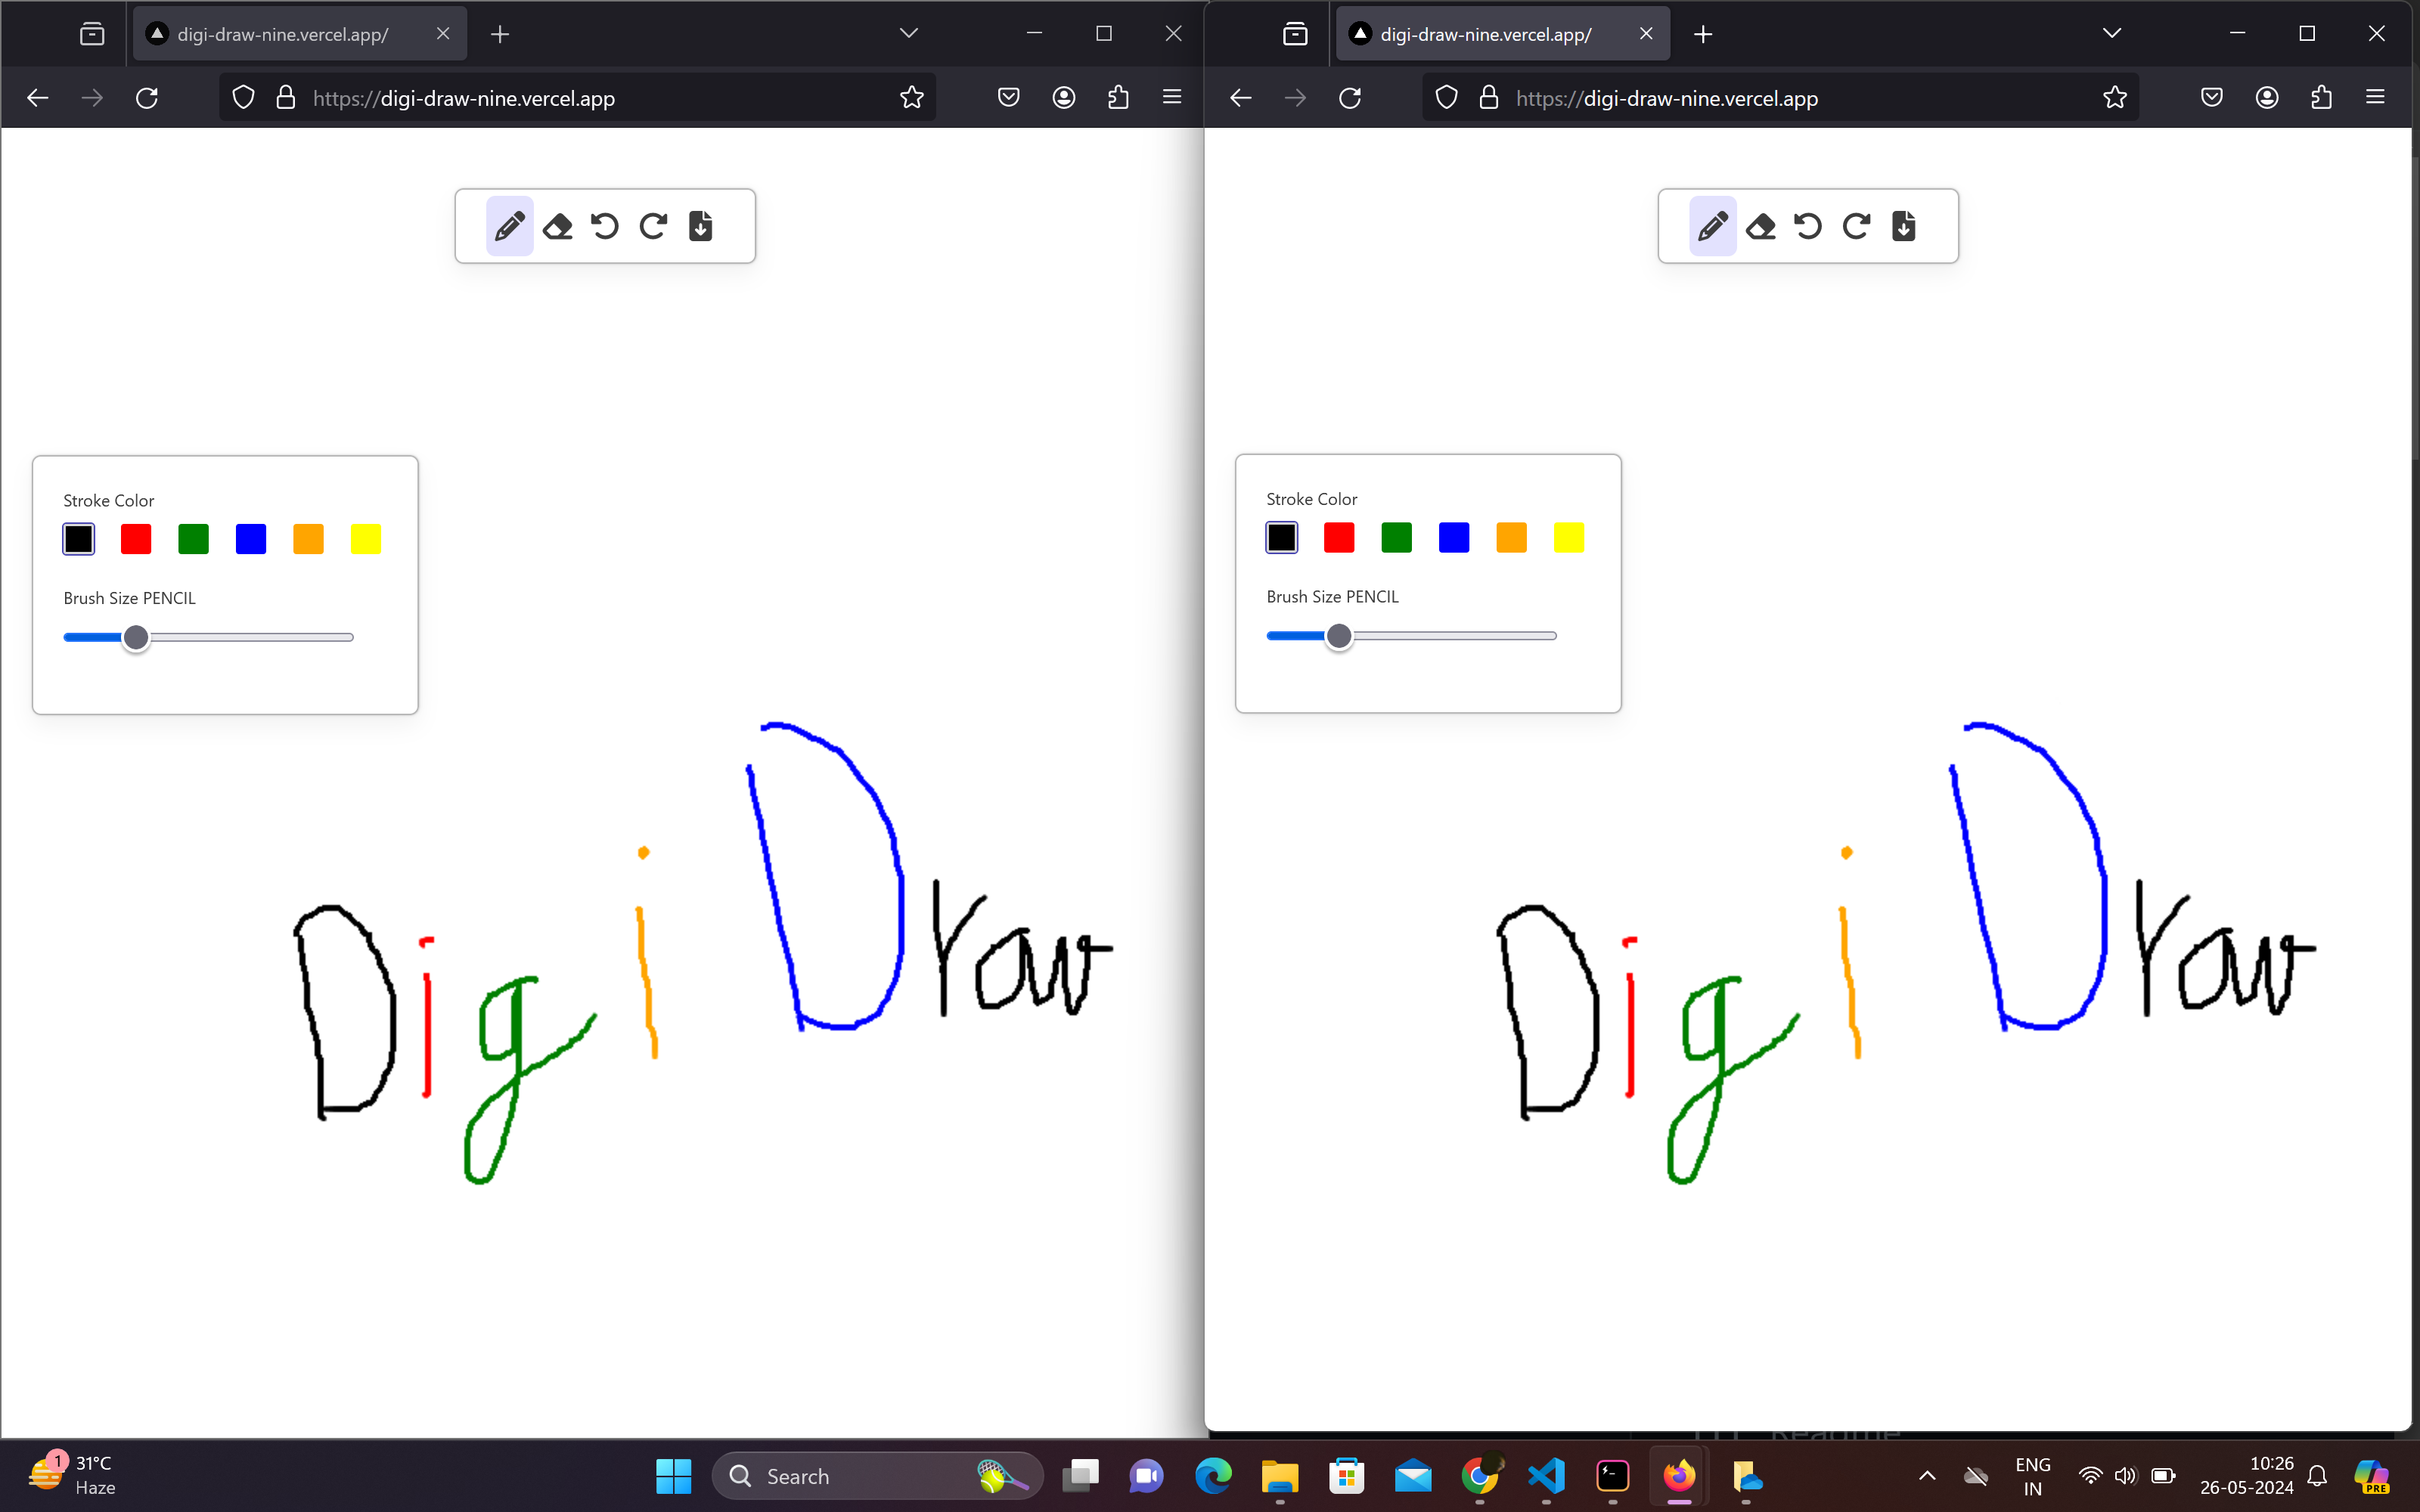 digi-draw-nine.vercel.app/
https://digi-draw-nine.vercel.app
Stroke Color
Brush Size PENCIL
Digi Draw
digi-draw-nine.vercel.app/
https://digi-draw-nine.vercel.app
Stroke Color
Brush Size PENCIL
Digi Draw
1
31°C
Haze
Search
ENG
IN
10:26
26-05-2024
PRE